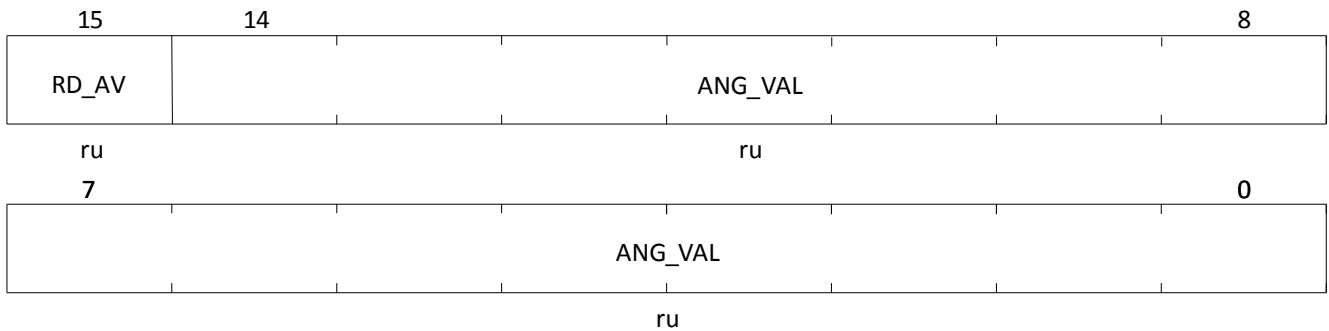 15 14 8
RD_AV ANG_VAL
ru ru
7 0
ANG_VAL
ru